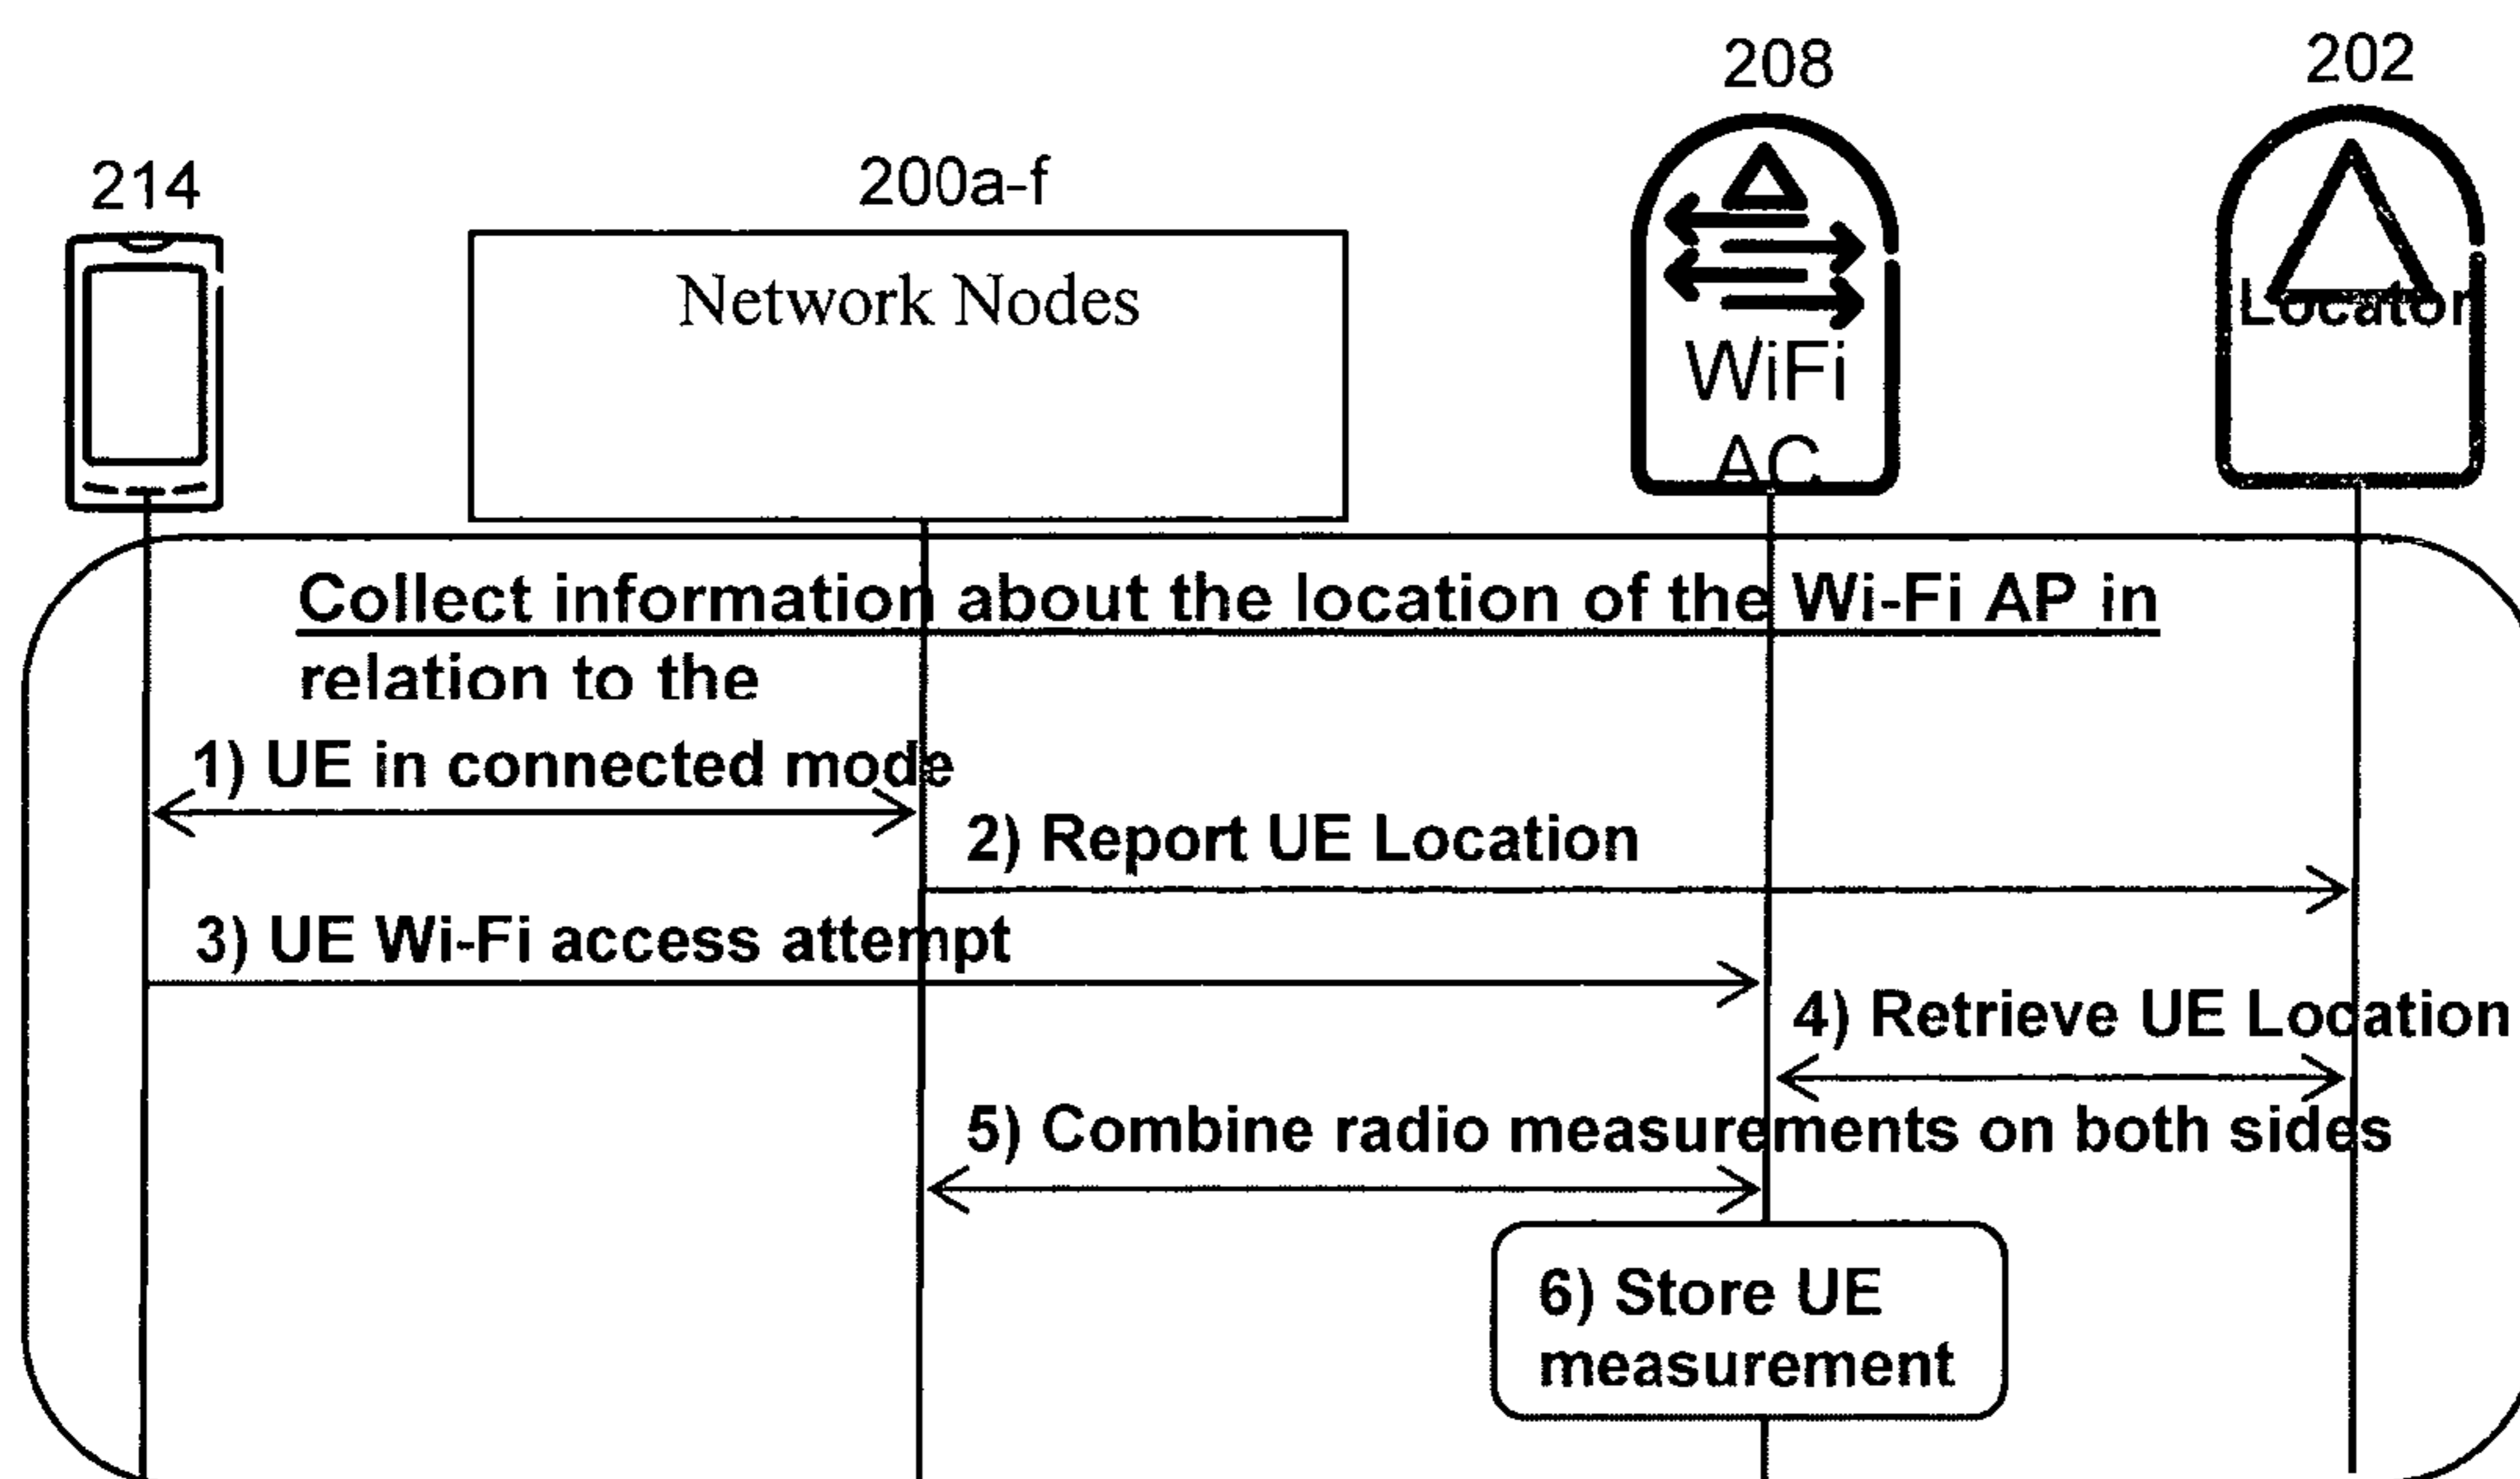 208
202
214
200a-f
Network Nodes
Locator
WiFi
AC
Collect information about the location of the Wi-Fi AP in
relation to the
1) UE in connected mode
2) Report UE Location
3) UE Wi-Fi access attempt
4) Retrieve UE Location
5) Combine radio measurements on both sides
6) Store UE
measurement